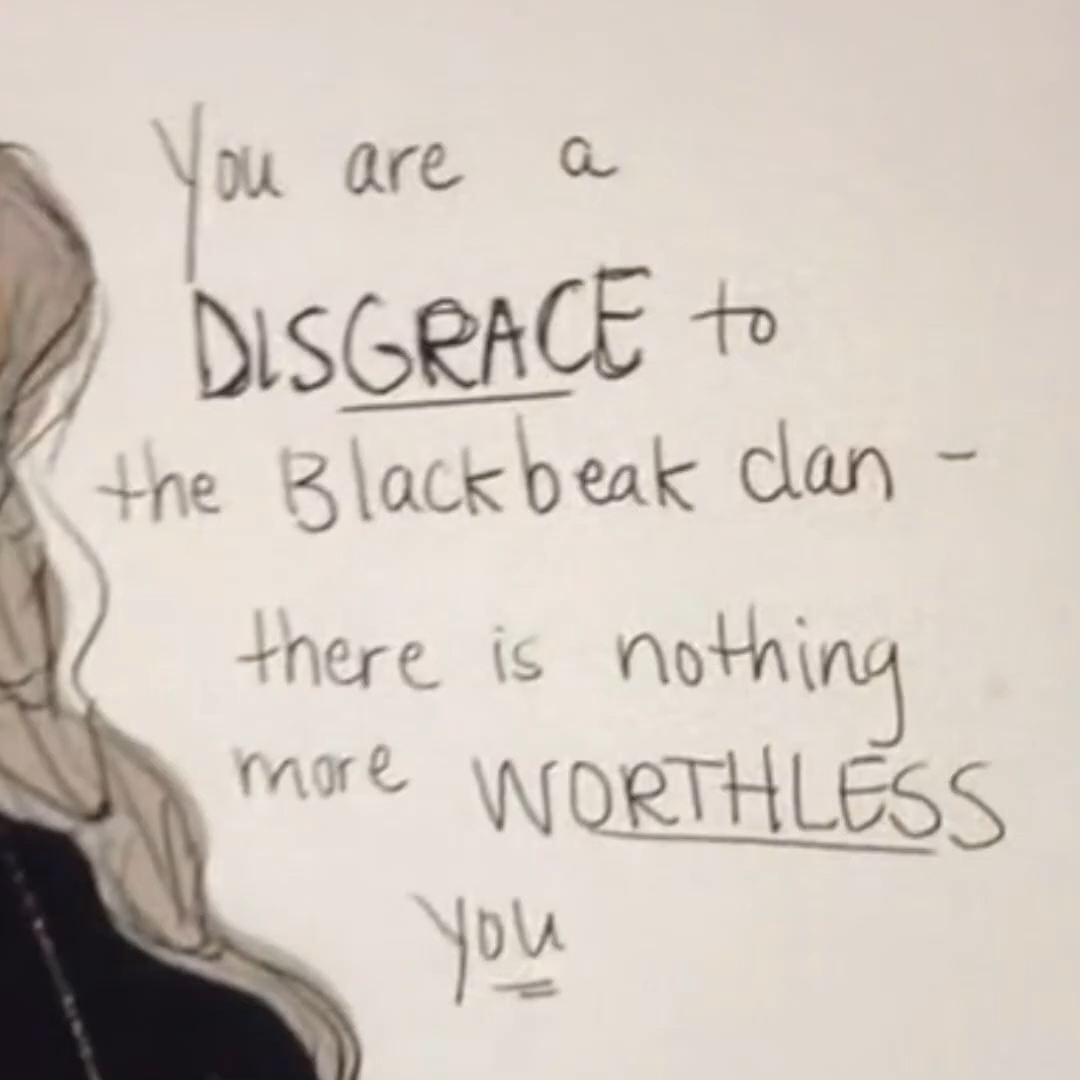 You are a
DISGRACE to
the Blackbeak clan -
there is nothing
more WORTHLESS
you